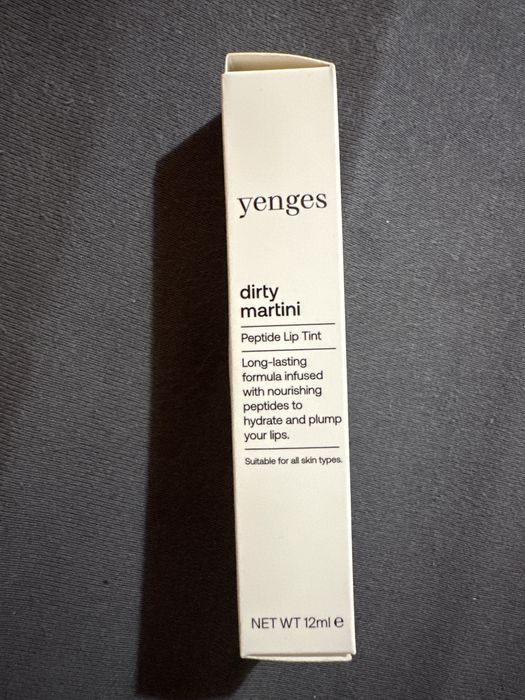 yenges
dirty
martini
Peptide Lip Tint
Long-lasting
formula infused
with nourishing
peptides to
hydrate and plump
your lips.
Suitable for all skin types.
NET WT 12ml ℮